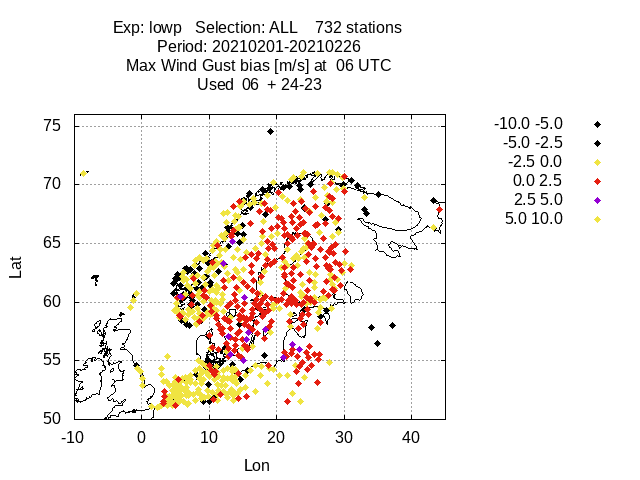 Exp: lowp   Selection: ALL    732 stations
Period: 20210201-20210226
Max Wind Gust bias [m/s] at  06 UTC
Used  06  + 24-23
-10.0 -5.0
-5.0 -2.5
-2.5 0.0
0.0 2.5
2.5 5.0
5.0 10.0
75
70
65
60
55
50
Lat
-10 0 10 20 30 40
Lon